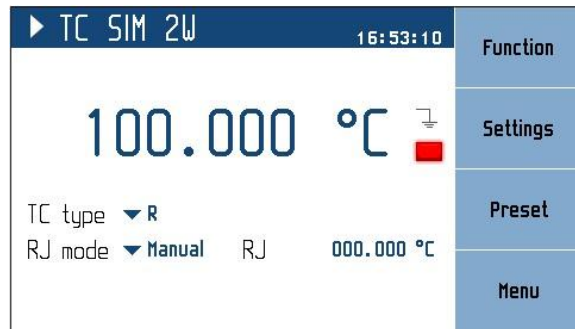 TC SIM 2W
16:53:10
100.000 °C
TC type R
RJ mode Manual RJ 000.000 °C
Function
Settings
Preset
Menu